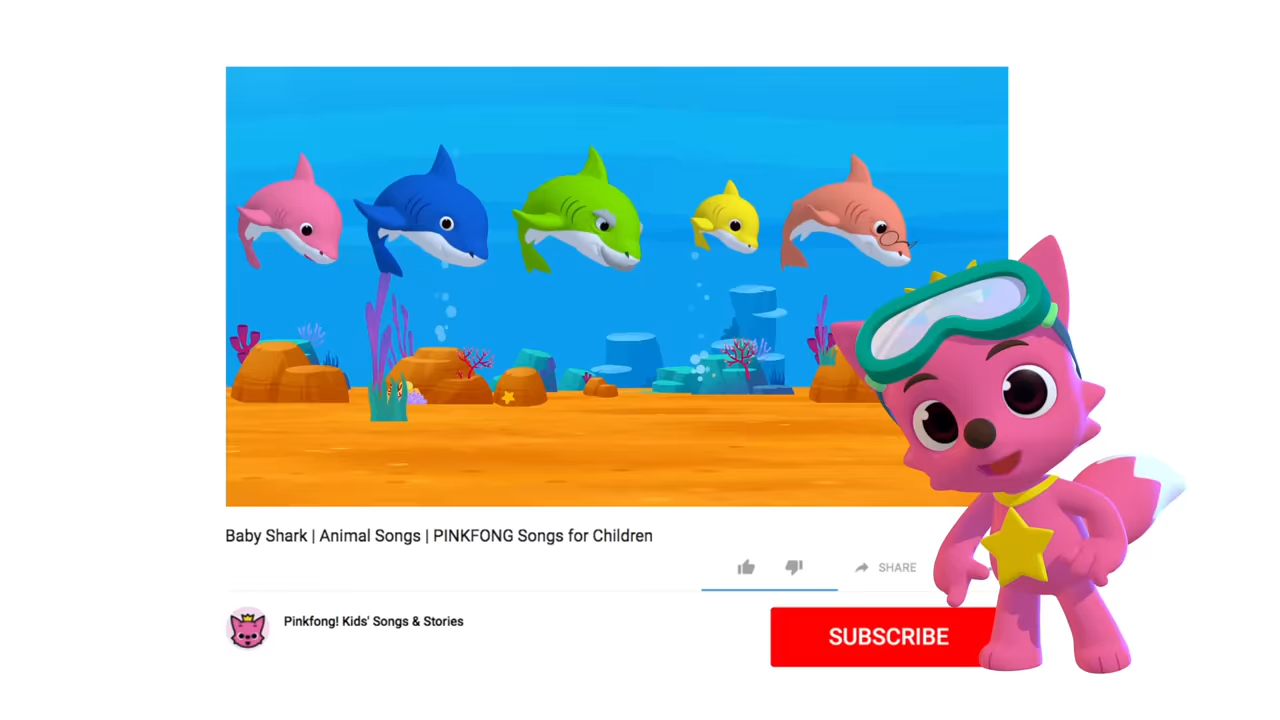 Baby Shark | Animal Songs | PINKFONG Songs for Children
SHARE
Pinkfong! Kids' Songs & Stories
SUBSCRIBE